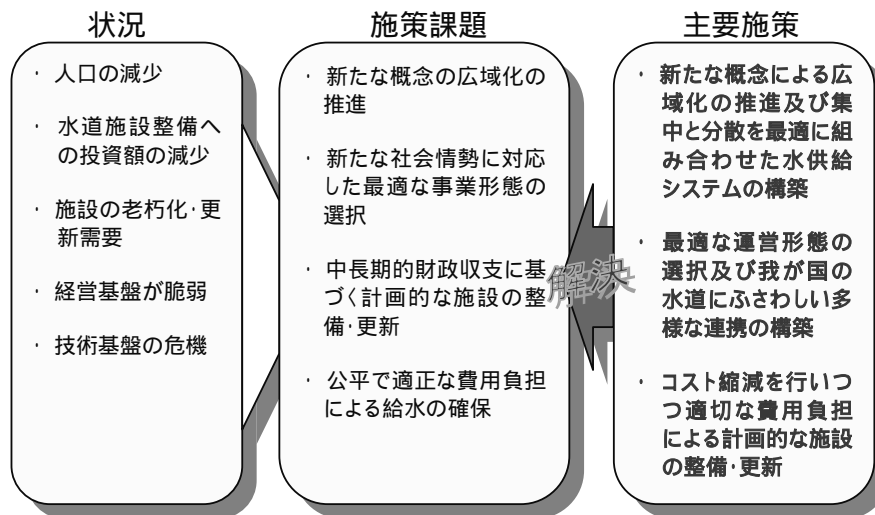 状況
・ 人口の減少
・ 水道施設整備へ
の投資額の減少
・ 施設の老朽化・更
新需要
・ 経営基盤が脆弱
・ 技術基盤の危機
施策課題
・ 新たな概念の広域化の
推進
・ 新たな社会情勢に対応
した最適な事業形態の
選択
・ 中長期的財政収支に基
づく計画的な施設の整
備・更新
・ 公平で適正な費用負担
による給水の確保
解決
主要施策
・ 新たな概念による広
域化の推進及び集
中と分散を最適に組
み合わせた水供給
システムの構築
・ 最適な運営形態の
選択及び我が国の
水道にふさわしい多
様な連携の構築
・ コスト縮減を行いつ
つ適切な費用負担
による計画的な施設
の整備・更新